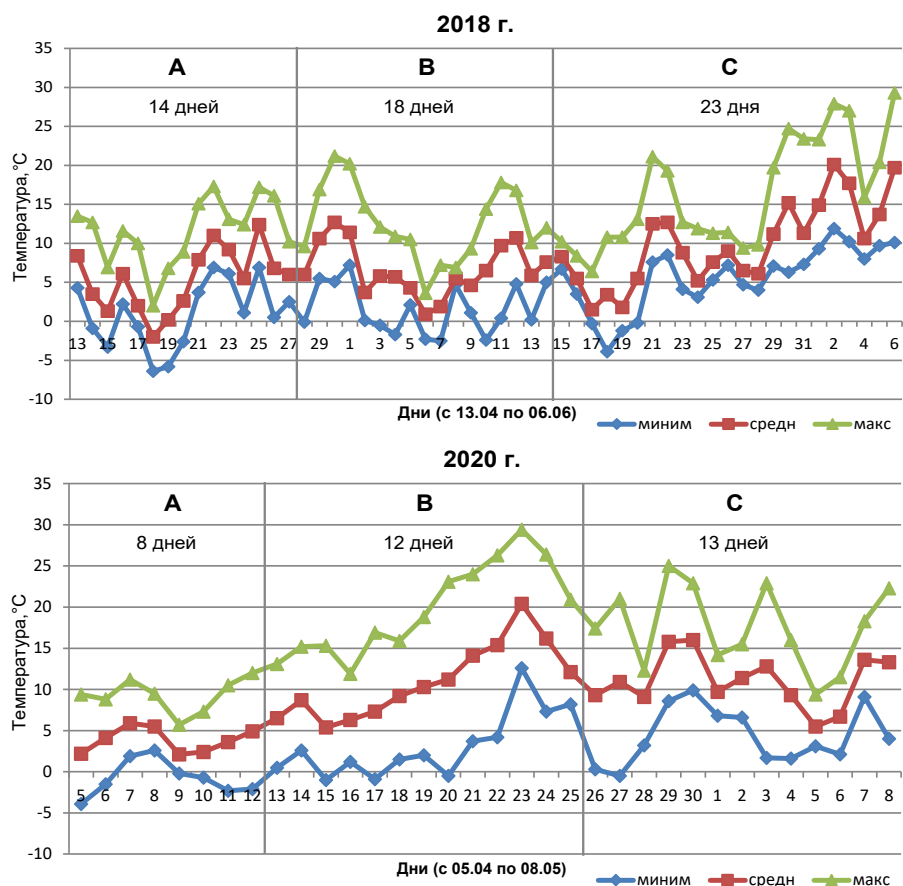 2018 г.
35
30
25
20
15
10
5
0
-5
-10
Температура,°C
A B C
14 дней 18 дней 23 дня
13 15 17 19 21 23 25 27 29 1 3 5 7 9 11 13 15 17 19 21 23 25 27 29 31 2 4 6
Дни (с 13.04 по 06.06)
миним средн макс
2020 г.
35
30
25
20
15
10
5
0
-5
-10
Температура,°C
A B C
8 дней 12 дней 13 дней
5 6 7 8 9 10 11 12 13 14 15 16 17 18 19 20 21 22 23 24 25 26 27 28 29 30 1 2 3 4 5 6 7 8
Дни (с 05.04 по 08.05)
миним средн макс